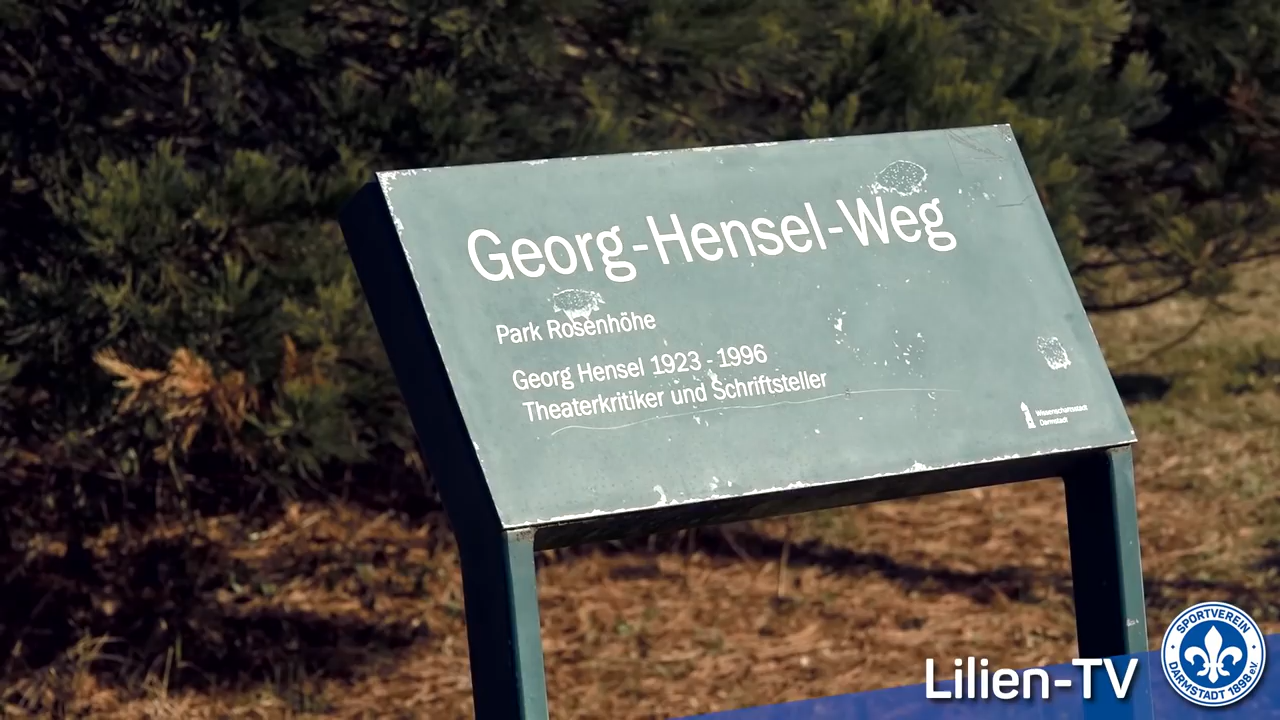 Georg-Hensel-Weg
Park Rosenhöhe
Georg Hensel 1923 - 1996
Theaterkritiker und Schriftsteller
Wissenschaftsstadt
Darmstadt
Lilien-TV
SPORTVEREIN
DARMSTADT 1898 e.V.